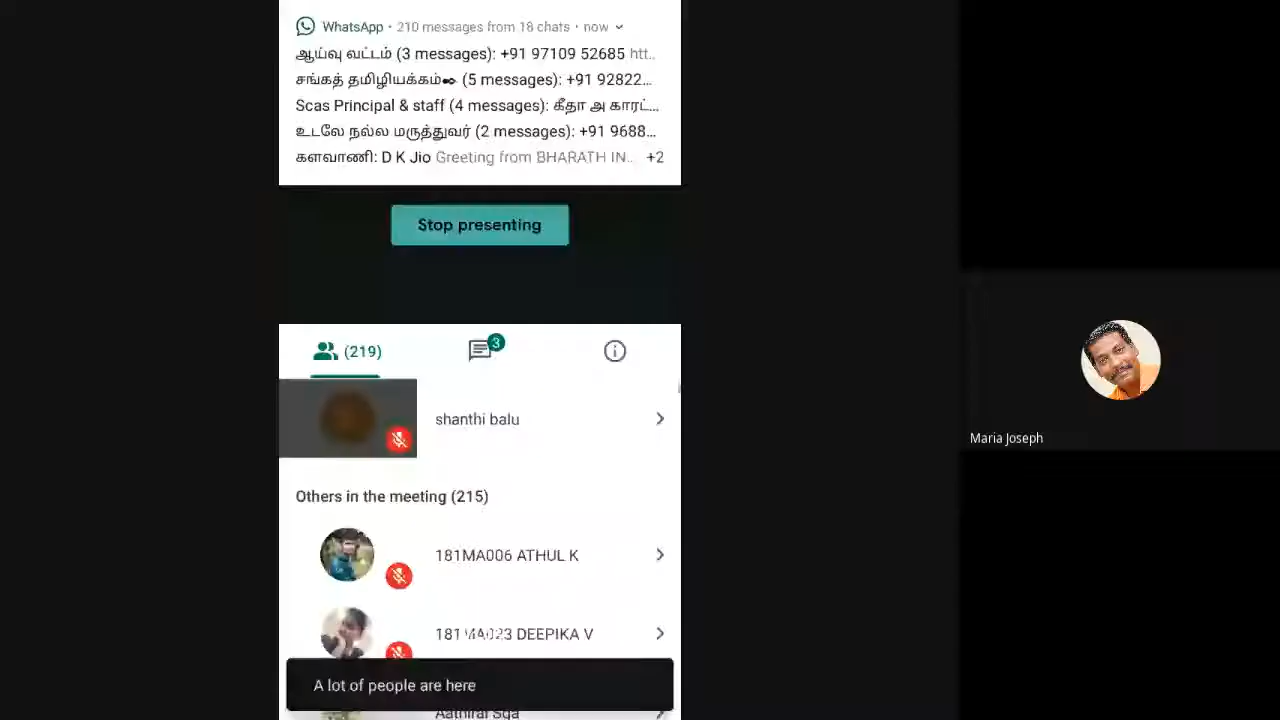 WhatsApp • 210 messages from 18 chats • now
ஆய்வு வட்டம் (3 messages): +91 97109 52685 htt..
சங்கத் தமிழியக்கம்✒ (5 messages): +91 92822...
Scas Principal & staff (4 messages): கீதா அ காரட்...
உடலே நல்ல மருத்துவர் (2 messages): +91 9688...
களவாணி: D K Jio Greeting from BHARATH IN... +2
Stop presenting
(219)
3
shanthi balu
Others in the meeting (215)
181MA006 ATHUL K
181MA023 DEEPIKA V
A lot of people are here
Aathirai Sga
Maria Joseph